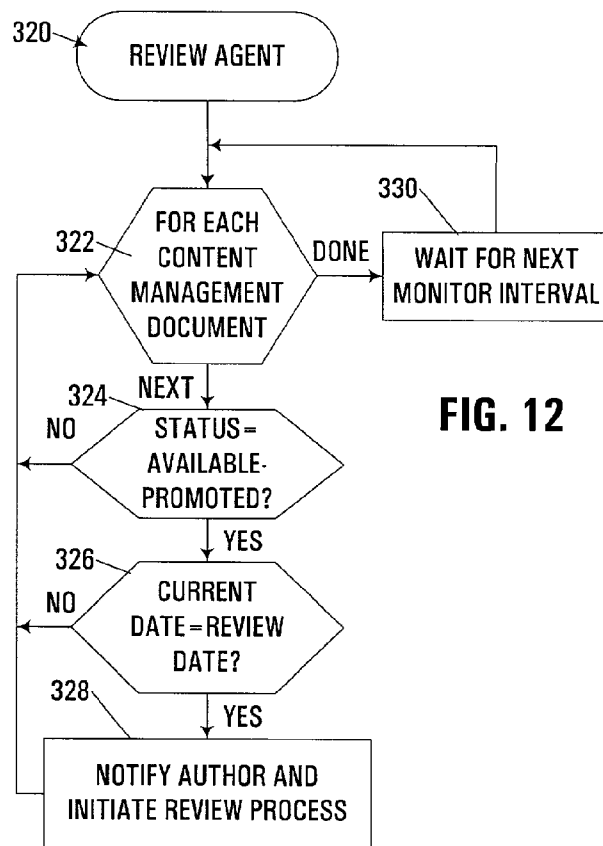 320
REVIEW AGENT
330
322
FOR EACH
CONTENT
MANAGEMENT
DOCUMENT
DONE
WAIT FOR NEXT
MONITOR INTERVAL
NEXT
324
NO
STATUS=
AVAILABLE-
PROMOTED?
FIG. 12
YES
326
NO
CURRENT
DATE=REVIEW
DATE?
YES
328
NOTIFY AUTHOR AND
INITIATE REVIEW PROCESS